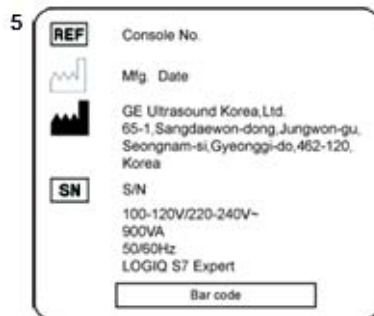 5
REF Console No.
Mfg. Date
GE Ultrasound Korea,Ltd.
65-1,Sangdaewon-dong,Jungwon-gu,
Seongnam-si,Gyeonggi-do,462-120,
Korea
SN S/N
100-120V/220-240V~
900VA
50/60Hz
LOGIQ S7 Expert
Bar code